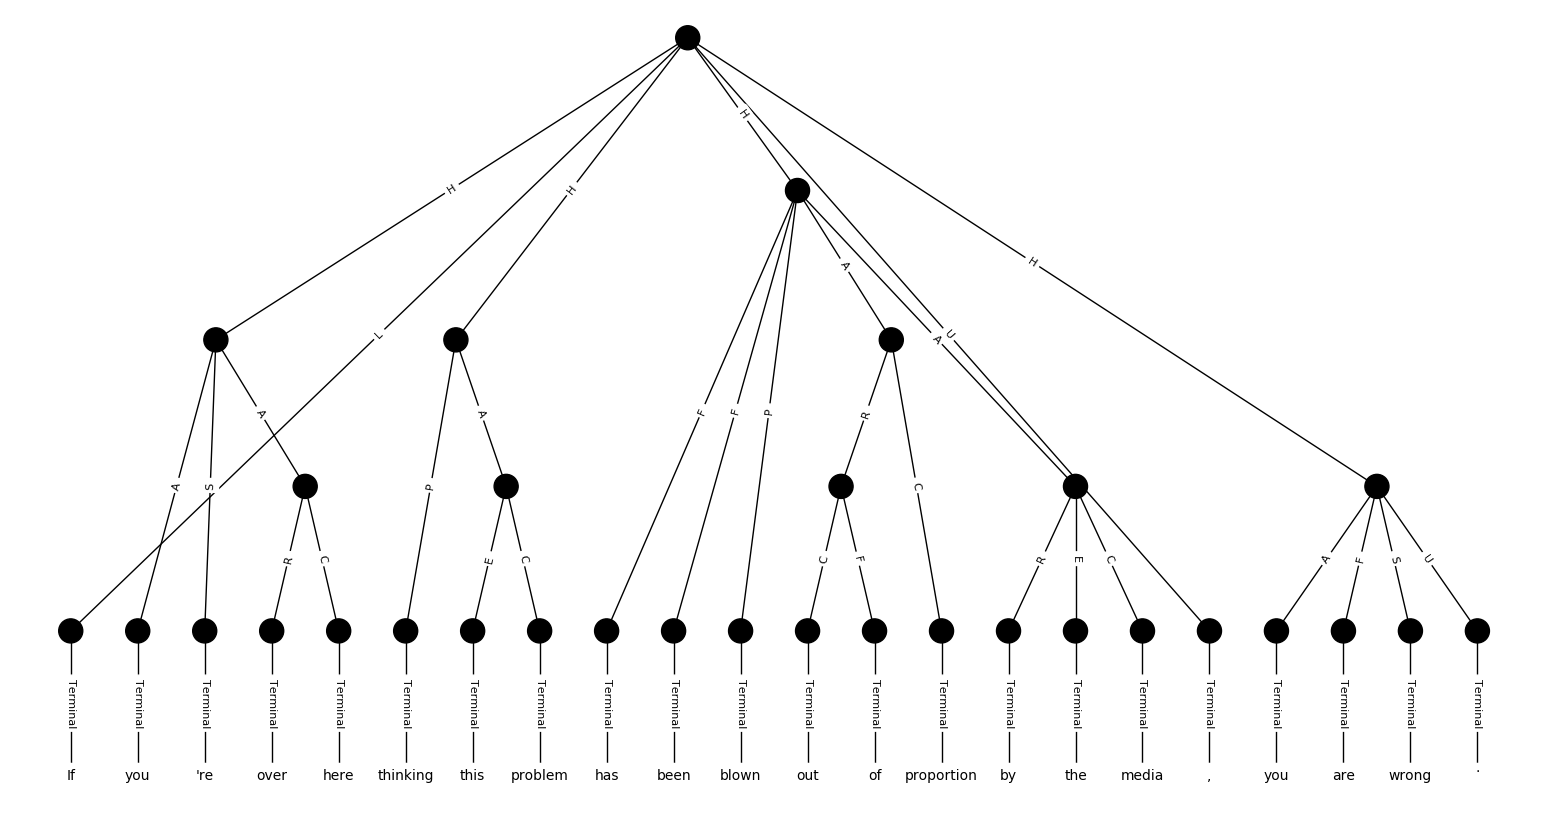 H
H
L
H
H
U
A
A
A
A
F
F
P
R
C
A
S
P
R
C
E
C
C
F
R
E
C
A
F
S
U
Terminal Terminal Terminal Terminal Terminal Terminal Terminal Terminal Terminal Terminal Terminal Terminal Terminal Terminal Terminal Terminal Terminal Terminal Terminal Terminal Terminal Terminal
If you 're over here thinking this problem has been blown out of proportion by the media , you are wrong .